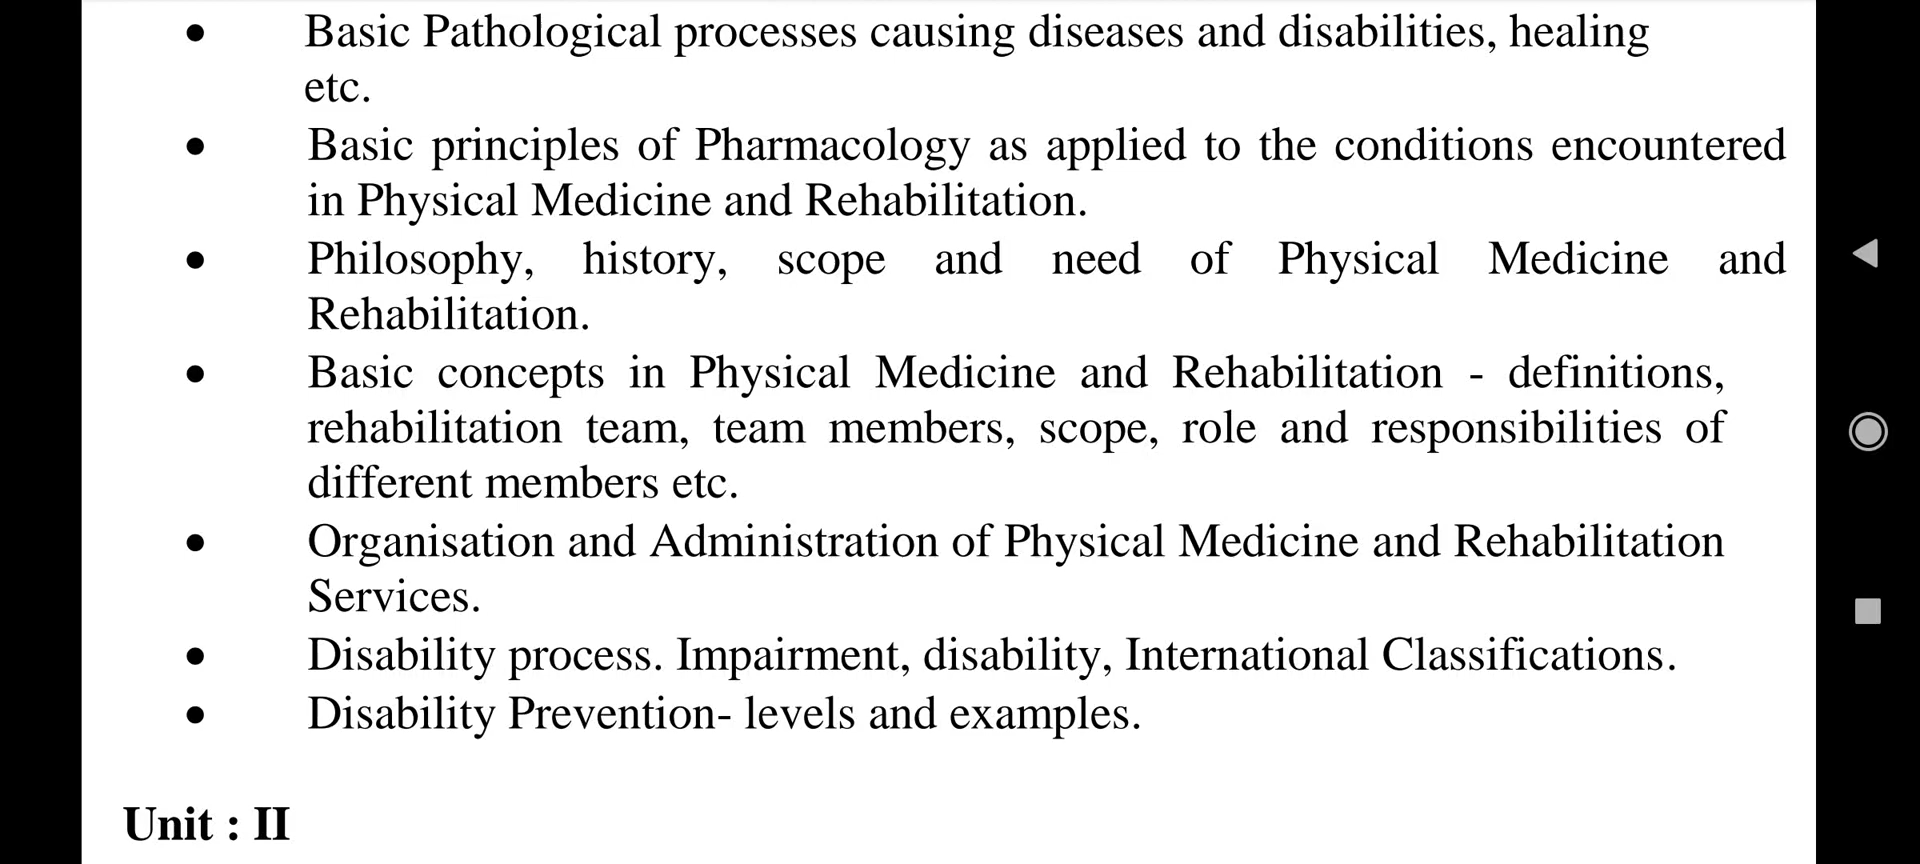 • Basic Pathological processes causing diseases and disabilities, healing
etc.
• Basic principles of Pharmacology as applied to the conditions encountered
in Physical Medicine and Rehabilitation.
• Philosophy, history, scope and need of Physical Medicine and
Rehabilitation.
• Basic concepts in Physical Medicine and Rehabilitation - definitions,
rehabilitation team, team members, scope, role and responsibilities of
different members etc.
• Organisation and Administration of Physical Medicine and Rehabilitation
Services.
• Disability process. Impairment, disability, International Classifications.
• Disability Prevention- levels and examples.
Unit : II